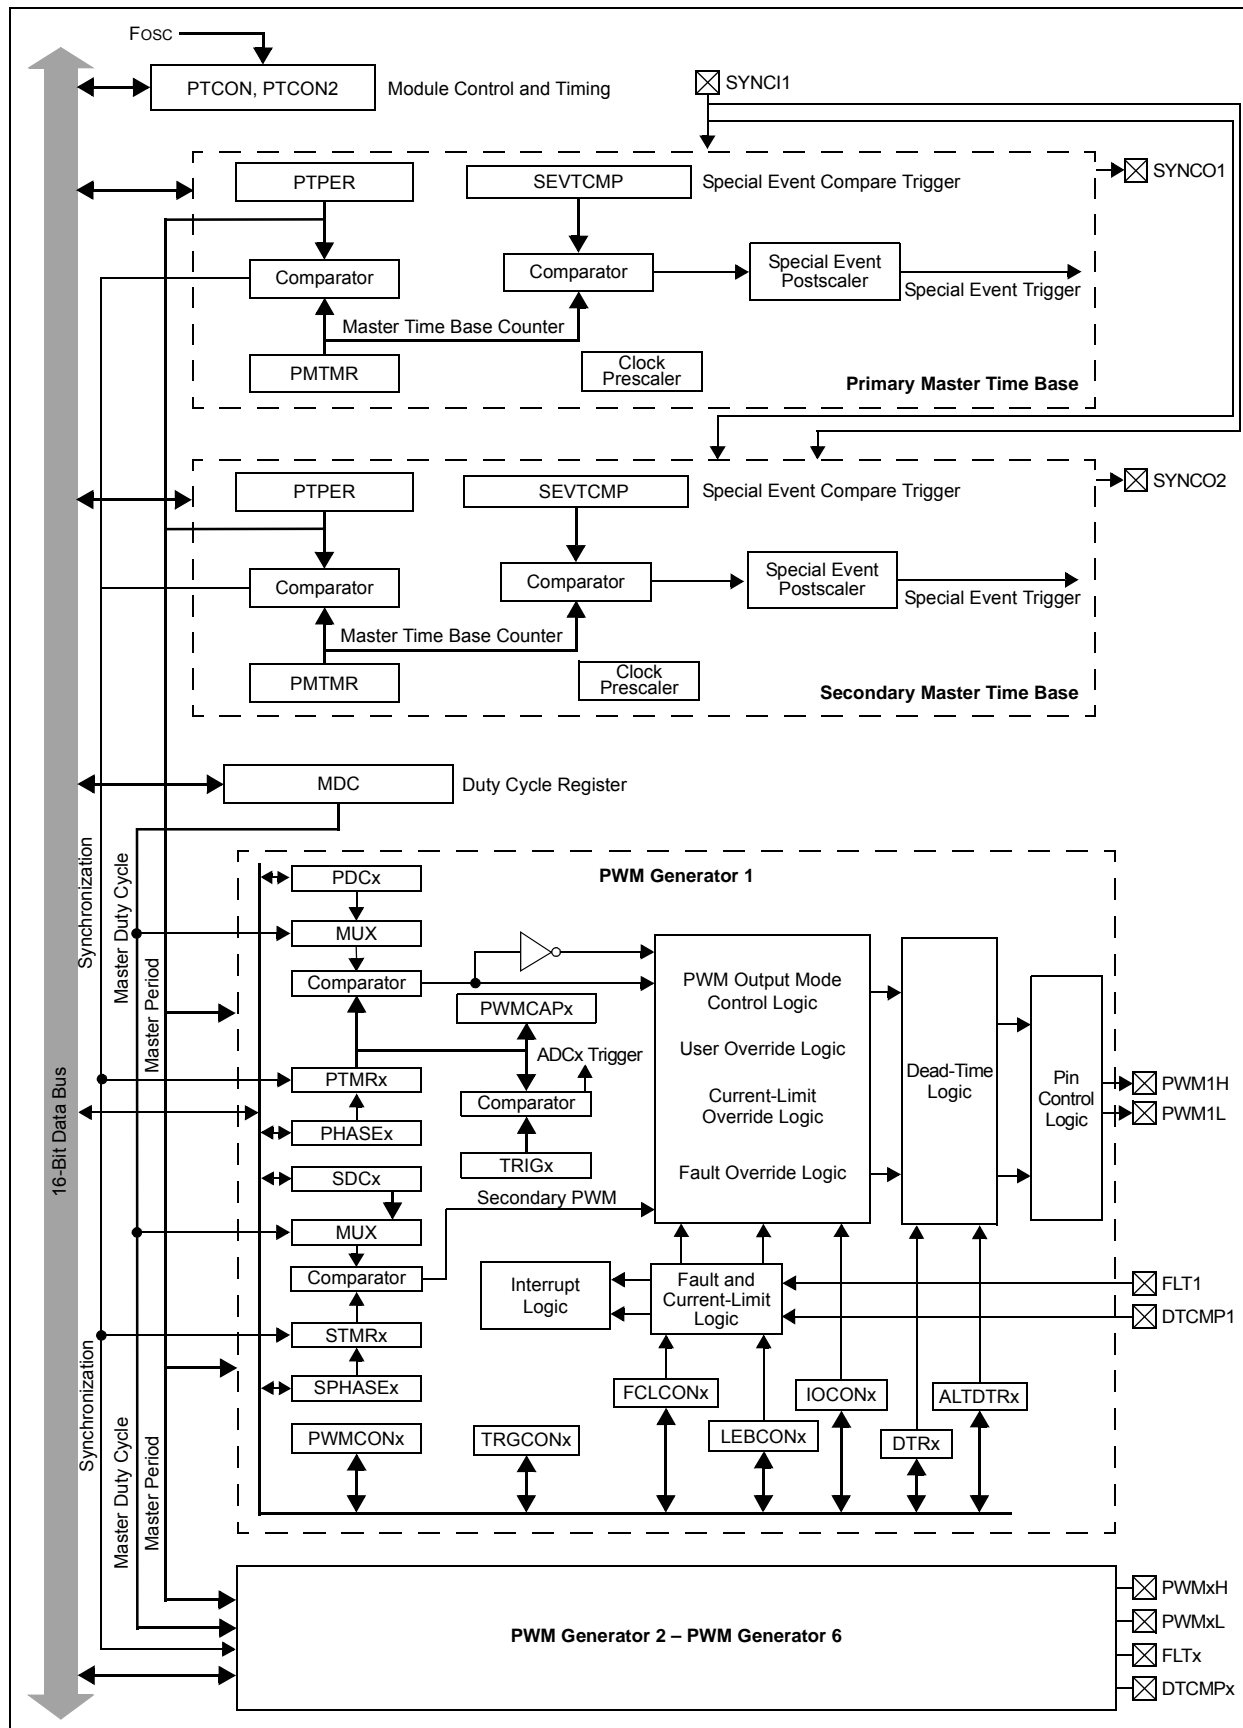 FOSC
PTCON, PTCON2
Module Control and Timing
SYNCI1
PTPER
SEVTCMP
Special Event Compare Trigger
SYNCO1
Comparator
Comparator
Special Event
Postscaler
Special Event Trigger
Master Time Base Counter
PMTMR
Clock
Prescaler
Primary Master Time Base
PTPER
SEVTCMP
Special Event Compare Trigger
SYNCO2
Comparator
Comparator
Special Event
Postscaler
Special Event Trigger
Master Time Base Counter
PMTMR
Clock
Prescaler
Secondary Master Time Base
MDC
Duty Cycle Register
16-Bit Data Bus
Synchronization
Master Duty Cycle
Master Period
PWM Generator 1
PDCx
MUX
Comparator
PWMCAPx
ADCx Trigger
PTMRx
Comparator
PHASEx
TRIGx
SDCx
Secondary PWM
MUX
Comparator
STMRx
SPHASEx
PWMCONx
TRGCONx
PWM Output Mode
Control Logic
User Override Logic
Current-Limit
Override Logic
Fault Override Logic
Dead-Time
Logic
Pin
Control
Logic
PWM1H
PWM1L
Interrupt
Logic
Fault and
Current-Limit
Logic
FLT1
DTCMP1
FCLCONx
LEBCONx
IOCONx
DTRx
ALTDTRx
Synchronization
Master Duty Cycle
Master Period
PWM Generator 2 – PWM Generator 6
PWMxH
PWMxL
FLTx
DTCMPx